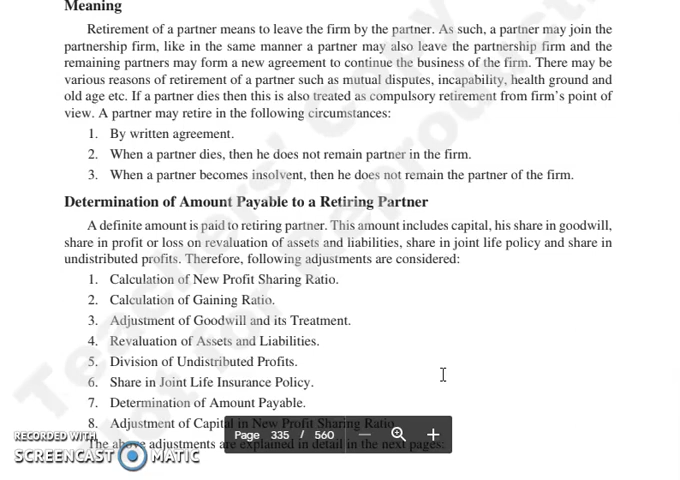 Meaning
Retirement of a partner means to leave the firm by the partner. As such, a partner may join the
partnership firm, like in the same manner a partner may also leave the partnership firm and the
remaining partners may form a new agreement to continue the business of the firm. There may be
various reasons of retirement of a partner such as mutual disputes, incapability, health ground and
old age etc. If a partner dies then this is also treated as compulsory retirement from firm's point of
view. A partner may retire in the following circumstances:
1. By written agreement.
2. When a partner dies, then he does not remain partner in the firm.
3. When a partner becomes insolvent, then he does not remain the partner of the firm.
Determination of Amount Payable to a Retiring Partner
A definite amount is paid to retiring partner. This amount includes capital, his share in goodwill,
share in profit or loss on revaluation of assets and liabilities, share in joint life policy and share in
undistributed profits. Therefore, following adjustments are considered:
1. Calculation of New Profit Sharing Ratio.
2. Calculation of Gaining Ratio.
3. Adjustment of Goodwill and its Treatment.
4. Revaluation of Assets and Liabilities.
5. Division of Undistributed Profits.
6. Share in Joint Life Insurance Policy.
7. Determination of Amount Payable.
8. Adjustment of Capital in New Profit Sharing Ratio
The above adjustments are explained in detail in the next pages:
Page 335 / 560
RECORDED WITH
SCREENCAST MATIC